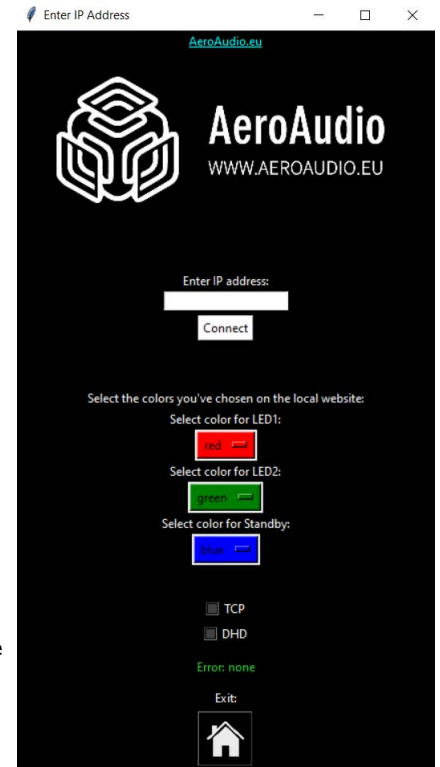 Enter IP Address
AeroAudio.eu
AeroAudio
WWW.AEROAUDIO.EU
Enter IP address:
Connect
Select the colors you've chosen on the local website:
Select color for LED1:
red
Select color for LED2:
green
Select color for Standby:
blue
TCP
DHD
e
Error: none
Exit: